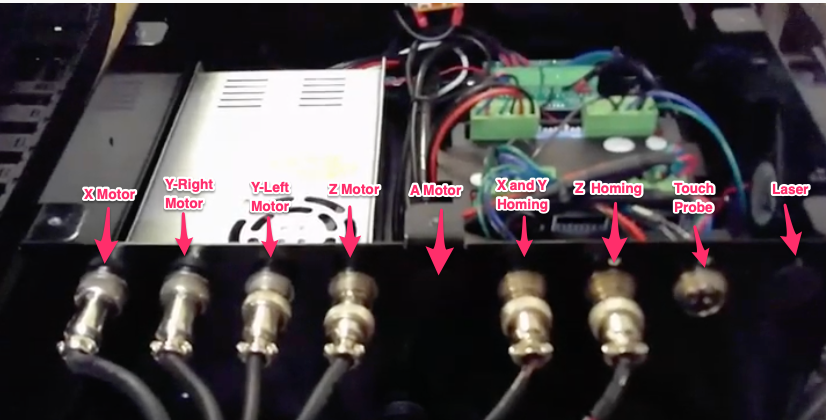 X Motor
Y-Right
Motor
Y-Left
Motor
Z Motor
A Motor
X and Y
Homing
Z Homing
Touch
Probe
Laser